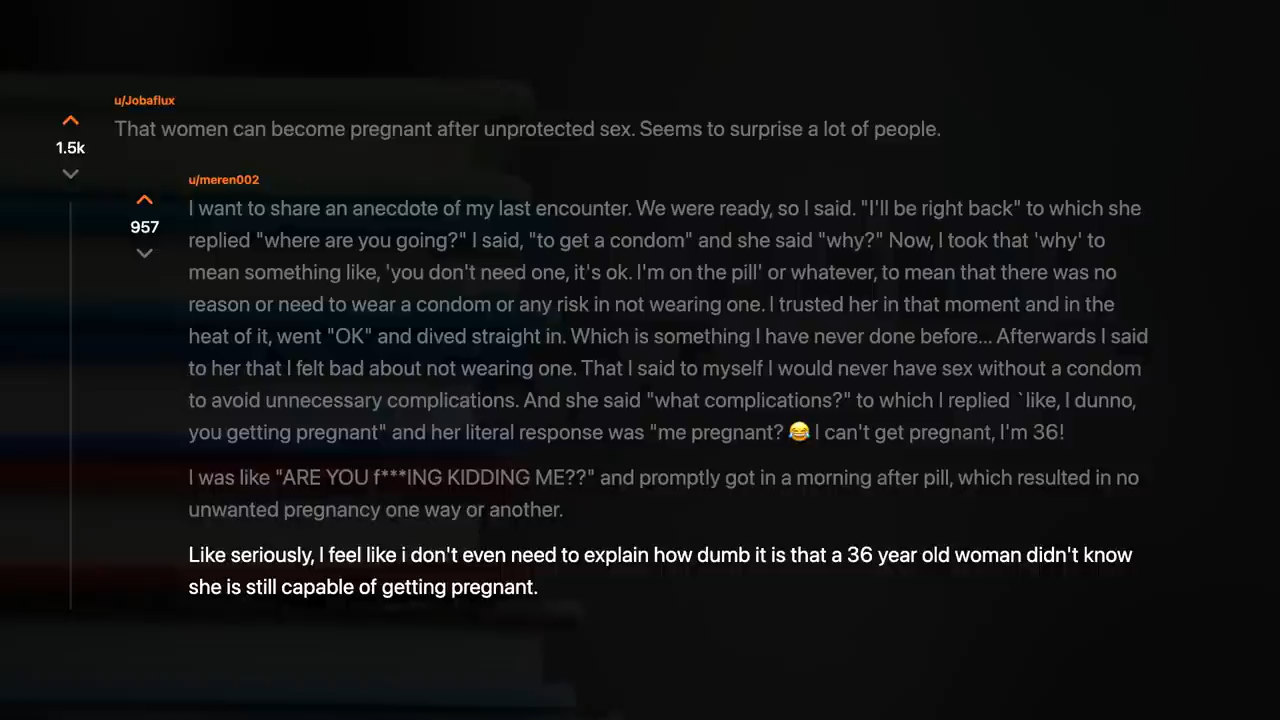 u/Jobaflux
That women can become pregnant after unprotected sex. Seems to surprise a lot of people.
1.5k
u/meren002
957
I want to share an anecdote of my last encounter. We were ready, so I said. "I'll be right back" to which she
replied "where are you going?" I said, "to get a condom" and she said "why?" Now, I took that 'why' to
mean something like, 'you don't need one, it's ok. I'm on the pill' or whatever, to mean that there was no
reason or need to wear a condom or any risk in not wearing one. I trusted her in that moment and in the
heat of it, went "OK" and dived straight in. Which is something I have never done before... Afterwards I said
to her that I felt bad about not wearing one. That I said to myself I would never have sex without a condom
to avoid unnecessary complications. And she said "what complications?" to which I replied `like, I dunno,
you getting pregnant" and her literal response was "me pregnant? 😂 I can't get pregnant, I'm 36!
I was like "ARE YOU f***ING KIDDING ME??" and promptly got in a morning after pill, which resulted in no
unwanted pregnancy one way or another.
Like seriously, I feel like i don't even need to explain how dumb it is that a 36 year old woman didn't know
she is still capable of getting pregnant.